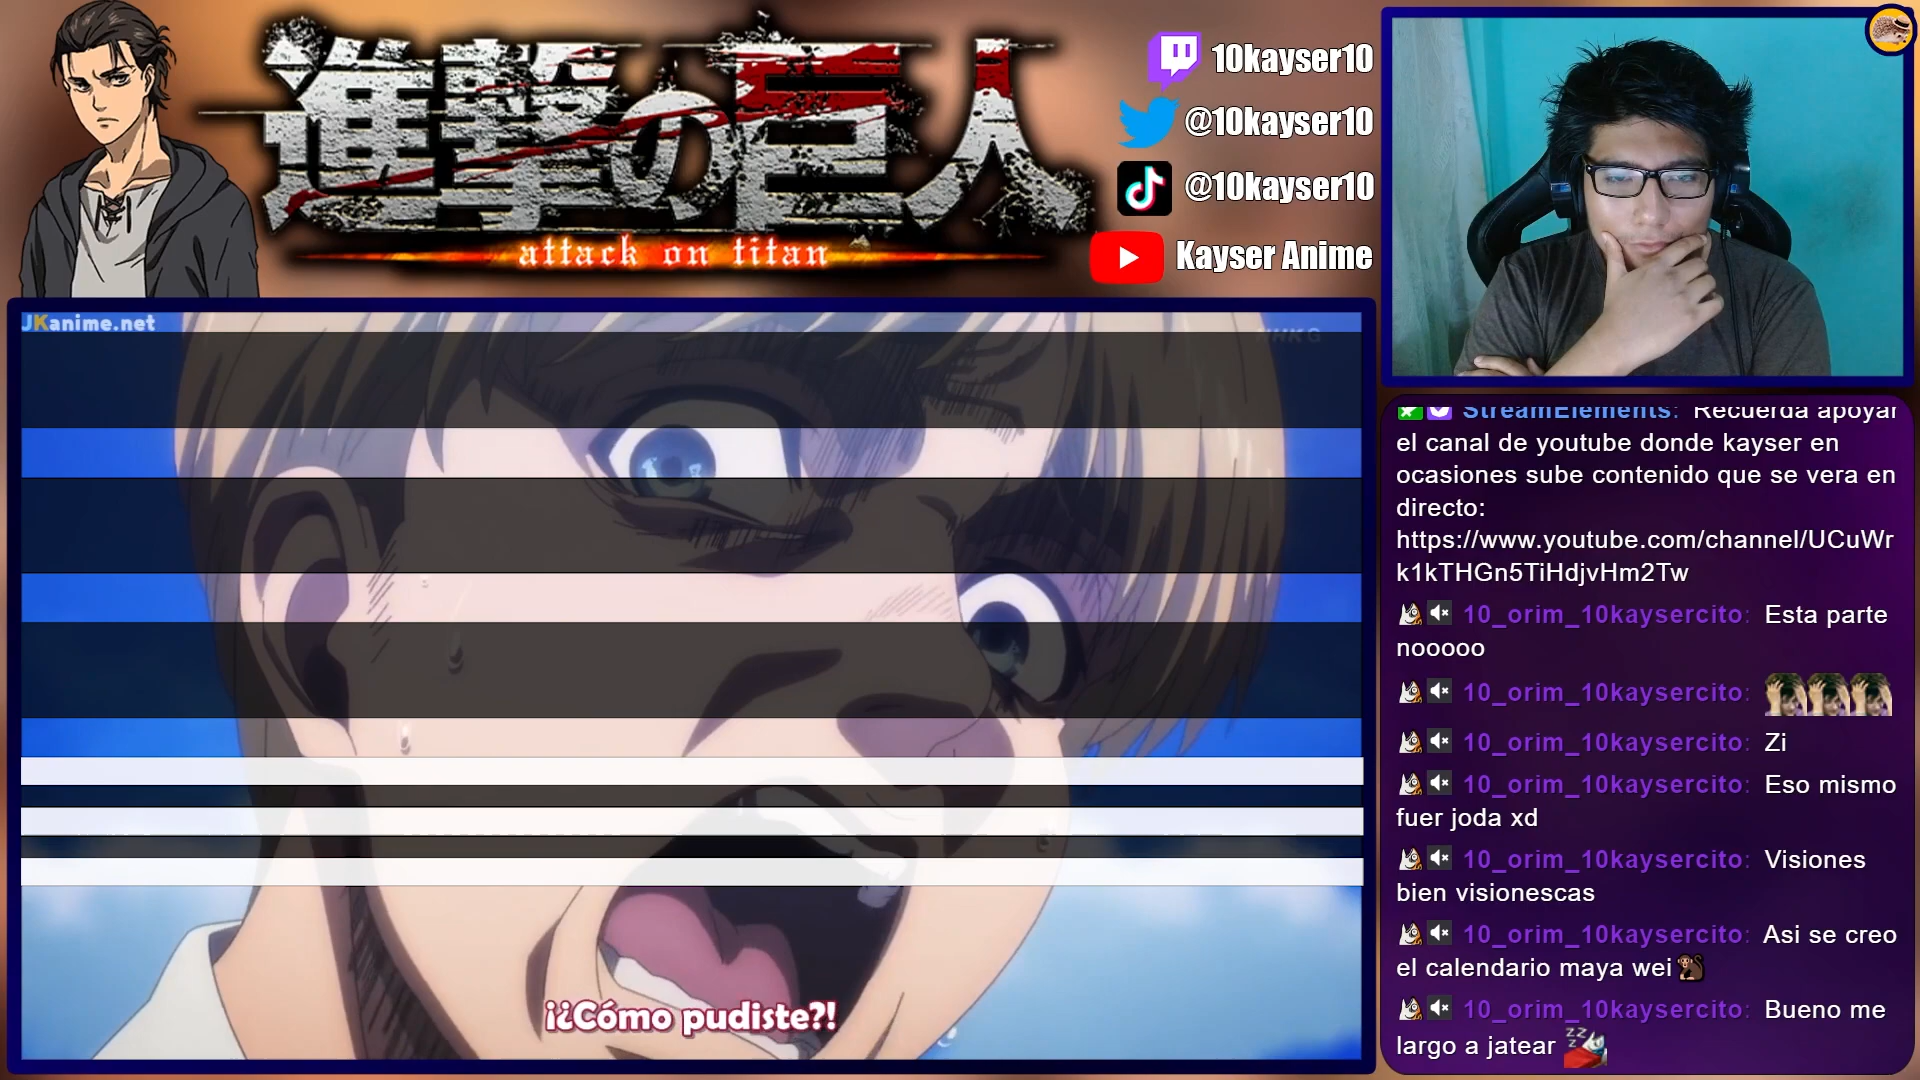 進撃の巨人
attack on titan
10kayser10
@10kayser10
@10kayser10
Kayser Anime
JKanime.net
NHK G
¡¿Cómo pudiste?!
StreamElements: Recuerda apoyar
el canal de youtube donde kayser en
ocasiones sube contenido que se vera en
directo:
https://www.youtube.com/channel/UCuWr
k1kTHGn5TiHdjvHm2Tw
10_orim_10kaysercito: Esta parte
nooooo
10_orim_10kaysercito:
10_orim_10kaysercito: Zi
10_orim_10kaysercito: Eso mismo
fuer joda xd
10_orim_10kaysercito: Visiones
bien visionescas
10_orim_10kaysercito: Asi se creo
el calendario maya wei
10_orim_10kaysercito: Bueno me
largo a jatear